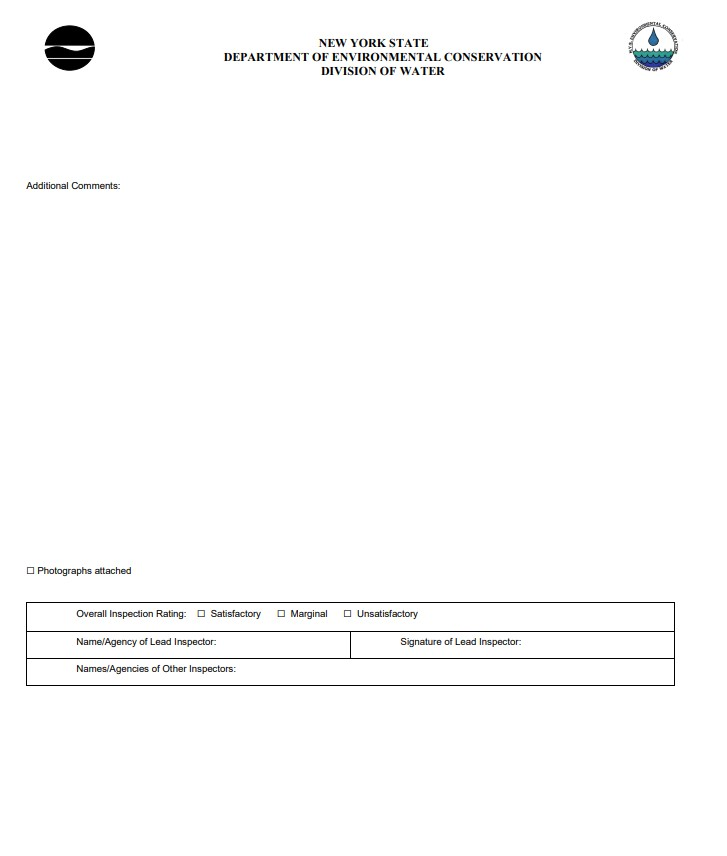 NEW YORK STATE
DEPARTMENT OF ENVIRONMENTAL CONSERVATION
DIVISION OF WATER
N.Y.S. ENVIRONMENTAL CONSERVATION
DIVISION OF WATER
Additional Comments:
☐ Photographs attached
Overall Inspection Rating: ☐ Satisfactory ☐ Marginal ☐ Unsatisfactory
Name/Agency of Lead Inspector:
Signature of Lead Inspector:
Names/Agencies of Other Inspectors: